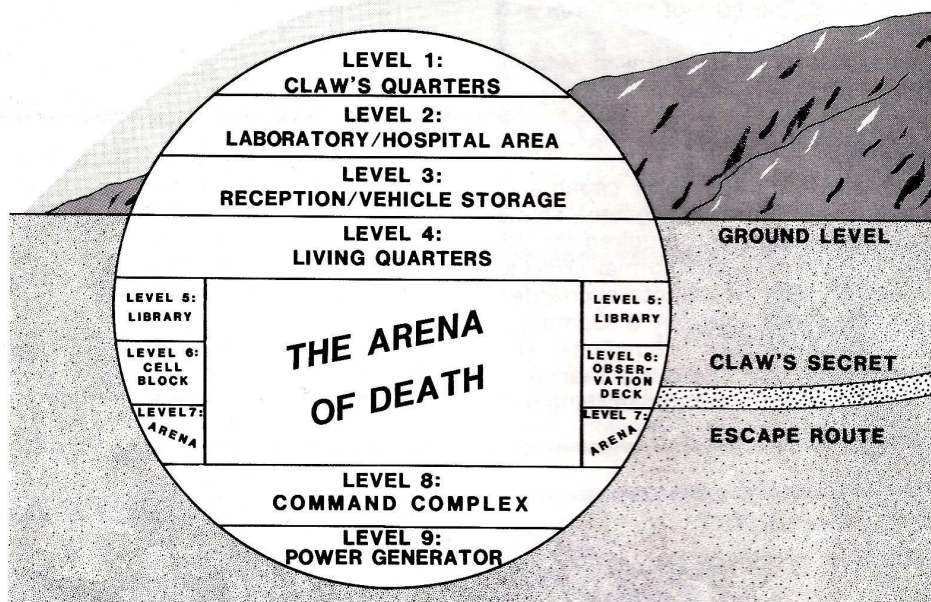 LEVEL 1:
CLAW'S QUARTERS
LEVEL 2:
LABORATORY/HOSPITAL AREA
LEVEL 3:
RECEPTION/VEHICLE STORAGE
LEVEL 4:
LIVING QUARTERS
GROUND LEVEL
LEVEL 5:
LIBRARY
LEVEL 6:
CELL
BLOCK
LEVEL 7:
ARENA
THE ARENA
OF DEATH
LEVEL 5:
LIBRARY
LEVEL 6:
OBSER-
VATION
DECK
LEVEL 7:
ARENA
CLAW'S SECRET
ESCAPE ROUTE
LEVEL 8:
COMMAND COMPLEX
LEVEL 9:
POWER GENERATOR